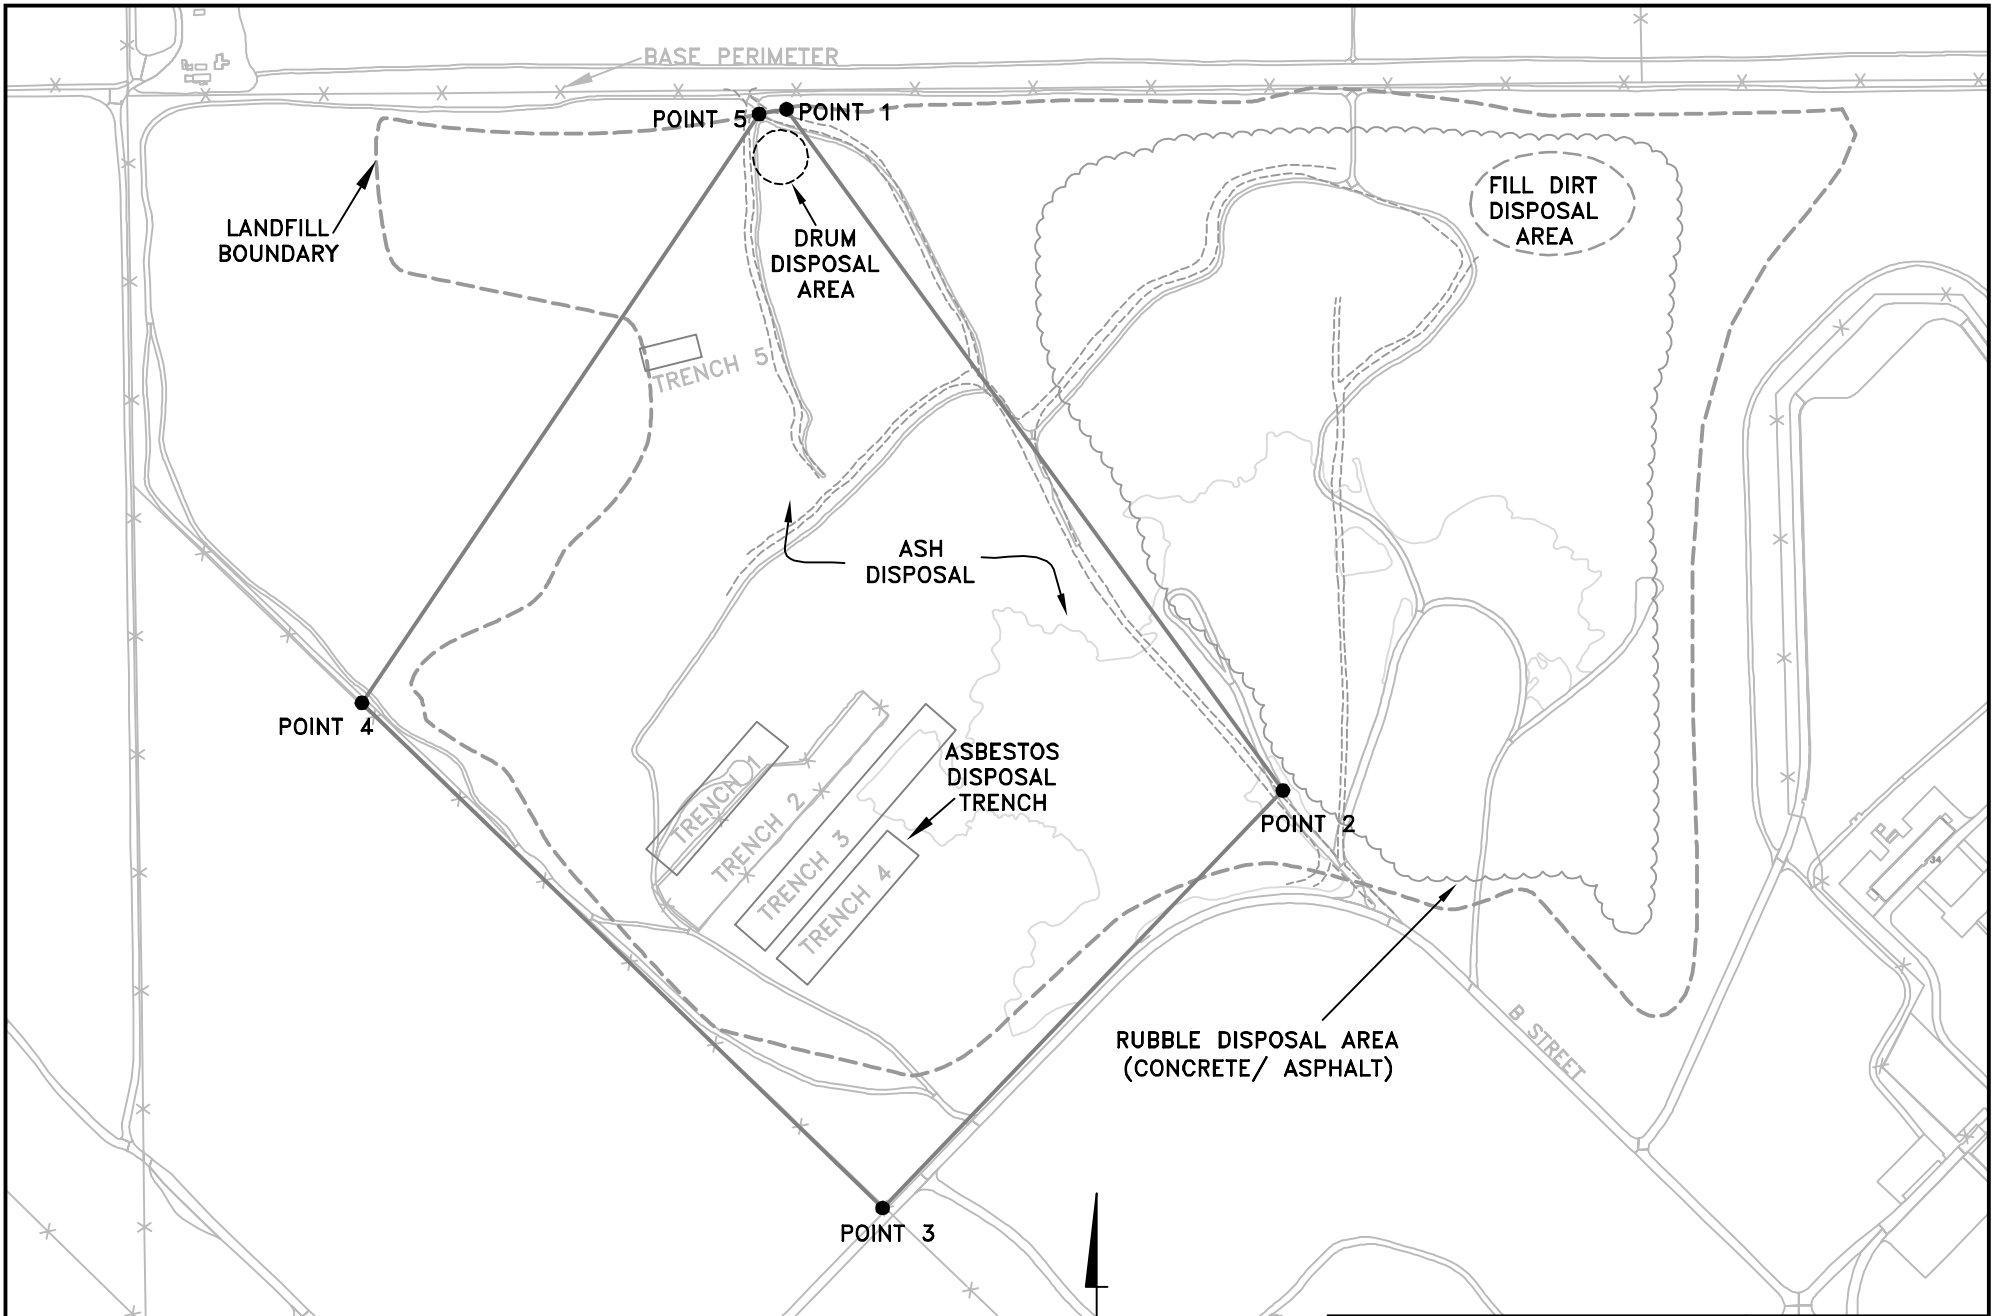 BASE PERIMETER
POINT 5
POINT 1
LANDFILL
BOUNDARY
DRUM
DISPOSAL
AREA
FILL DIRT
DISPOSAL
AREA
TRENCH 5
ASH
DISPOSAL
POINT 4
TRENCH 1
TRENCH 2
TRENCH 3
TRENCH 4
ASBESTOS
DISPOSAL
TRENCH
POINT 2
34
RUBBLE DISPOSAL AREA
(CONCRETE/ ASPHALT)
B STREET
POINT 3